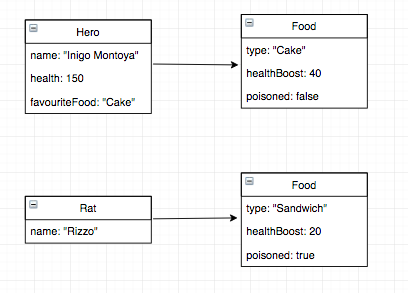 Hero
name: "Inigo Montoya"
health: 150
favouriteFood: "Cake"
Food
type: "Cake"
healthBoost: 40
poisoned: false
Rat
name: "Rizzo"
Food
type: "Sandwich"
healthBoost: 20
poisoned: true